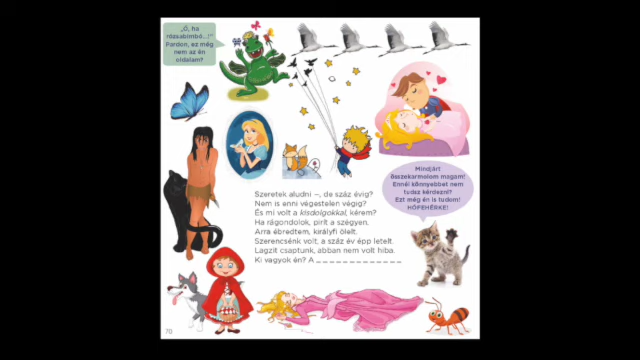 „Ó, ha
rózsabonbó...!"
Pardon, ez még
nem az én
oldalam?
Mindjárt
összekarmolom magam!
Ennél könnyebbet nem
tudsz kérdezni?
Ezt még én is tudom!
HÓFEHÉRKE!
Szeretek aludni –, de száz évig?
Nem is enni végestelen végig?
És mi volt a kisdolgokkal, kérem?
Ha rágondolok, pirít a szégyen.
Arra ébredtem, királyfi ölelt.
Szerencsénk volt; a száz év épp letelt.
Lagzit csaptunk, abban nem volt hiba.
Ki vagyok én? A _ _ _ _ _ _ _ _ _ _ _ _ _
70